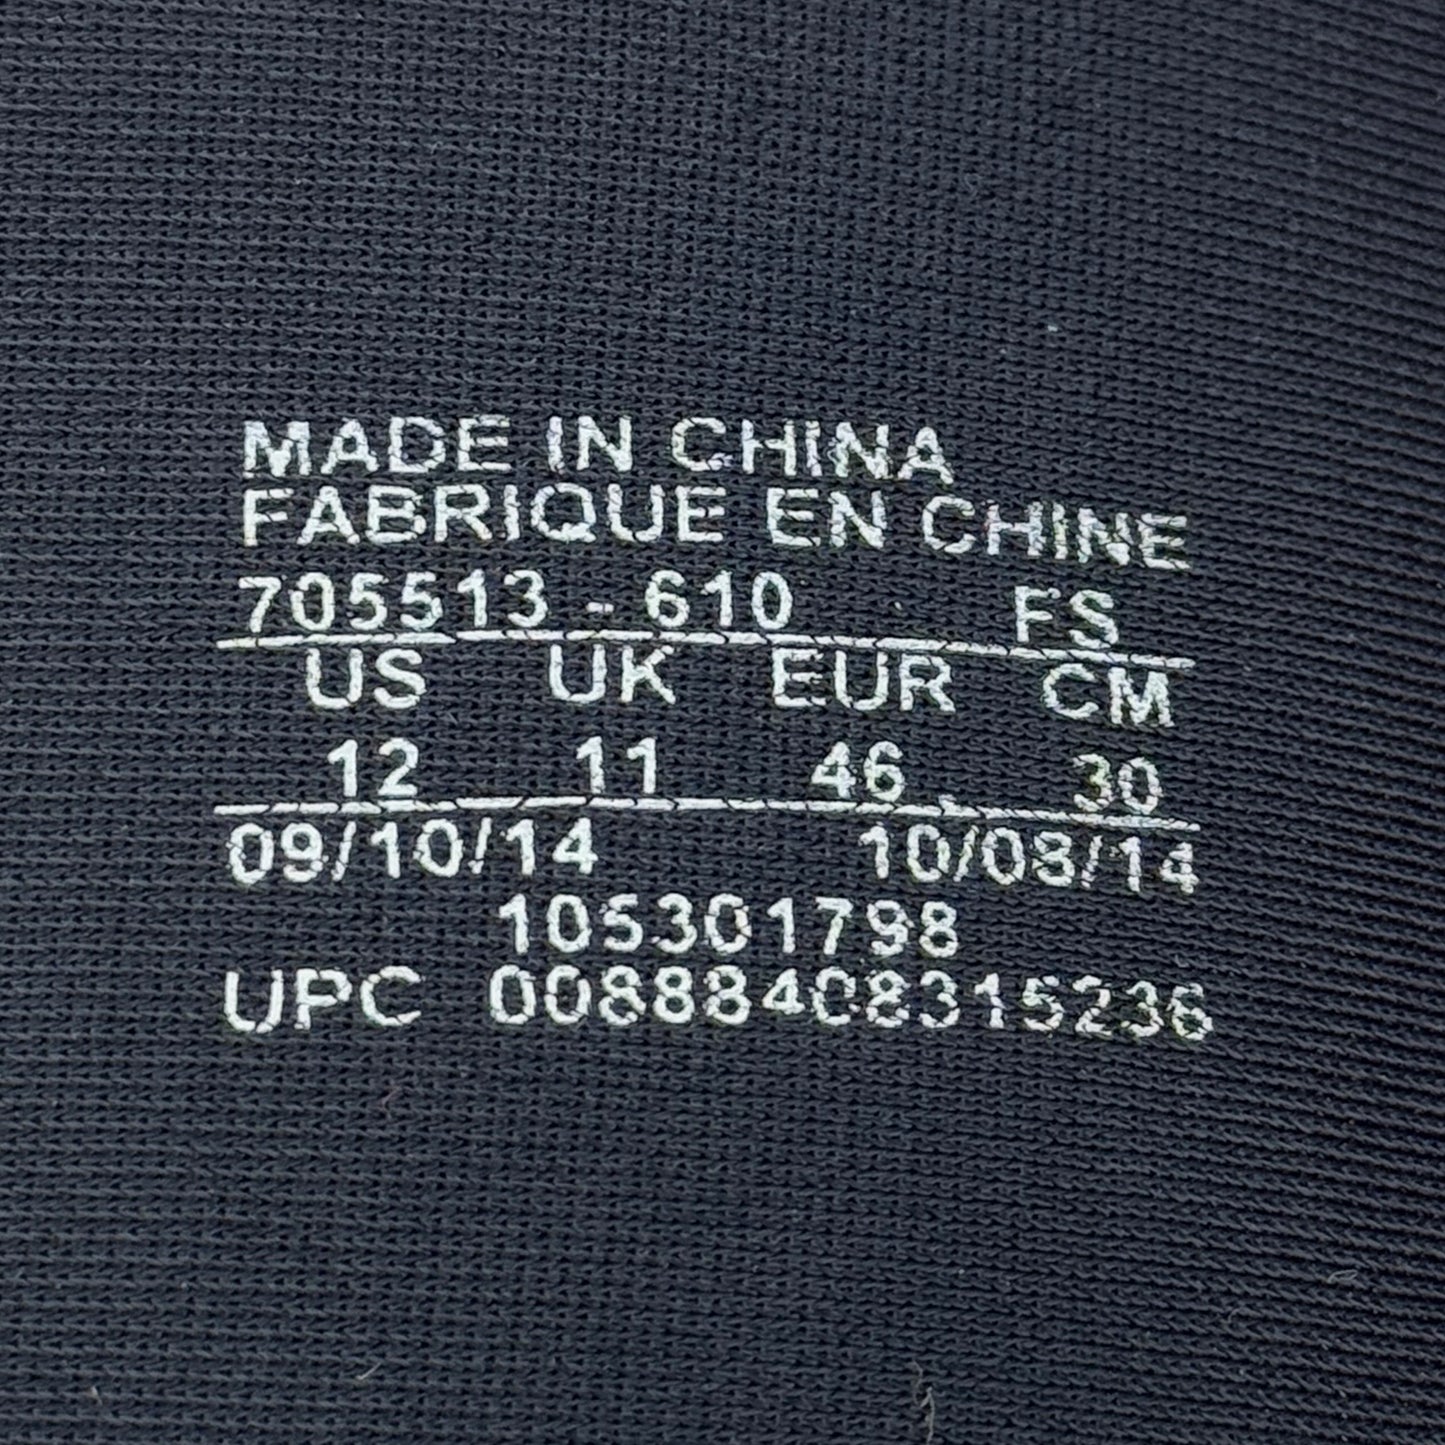 MADE IN CHINA
FABRIQUE EN CHINE
705513 - 610 FS
US UK EUR CM
12 11 46 30
09/10/14 10/08/14
105301798
UPC 00888408315236